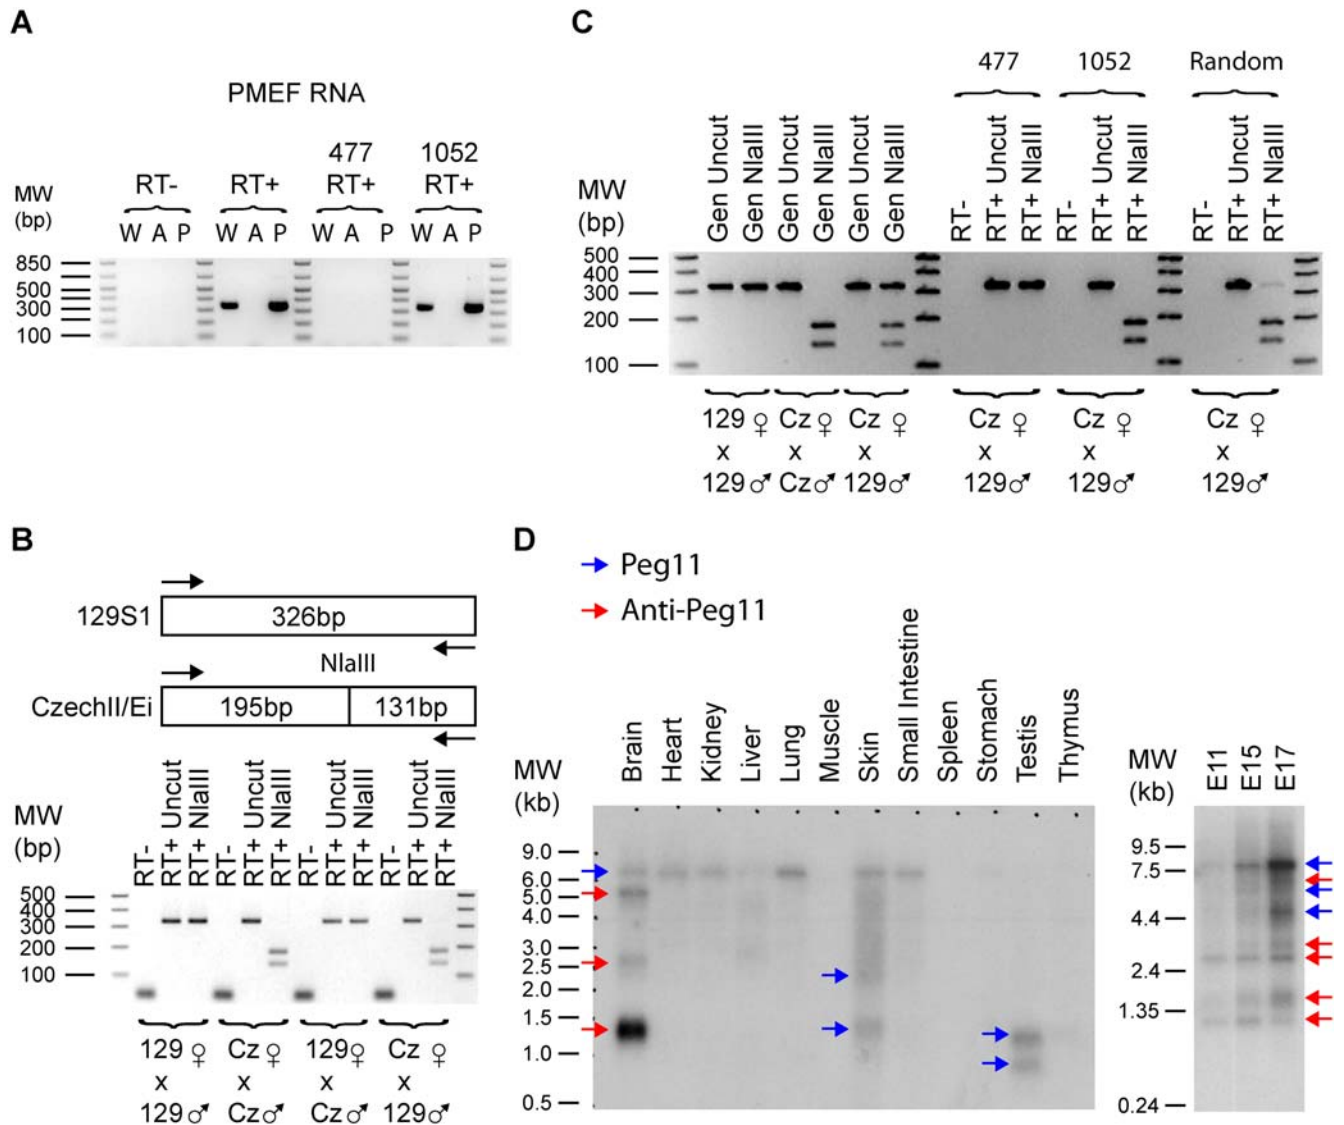 A
PMEF RNA
477 1052
RT- RT+ RT+ RT+
MW
(bp)
W A P W A P W A P W A P
850
500
300
100
B
129S1
326bp
NlaIII
CzechII/Ei
195bp 131bp
MW
(bp)
RT- RT+ Uncut RT+ NlaIII RT- RT+ Uncut RT+ NlaIII RT- RT+ Uncut RT+ NlaIII RT- RT+ Uncut RT+ NlaIII
500
400
300
200
100
129 ♀ Cz ♀ 129♀ Cz ♀
x x x x
129♂ Cz♂ Cz♂ 129♂
C
477 1052 Random
MW
(bp)
Gen Uncut Gen NlaIII Gen Uncut Gen NlaIII Gen Uncut Gen NlaIII RT- RT+ Uncut RT+ NlaIII RT- RT+ Uncut RT+ NlaIII RT- RT+ Uncut RT+ NlaIII
500
400
300
200
100
129 ♀ Cz ♀ Cz ♀ Cz ♀ Cz ♀ Cz ♀
x x x x x x
129♂ Cz♂ 129♂ 129♂ 129♂ 129♂
D
Peg11
Anti-Peg11
MW
(kb)
Brain Heart Kidney Liver Lung Muscle Skin Small Intestine Spleen Stomach Testis Thymus
9.0
6.0
5.0
4.0
3.0
2.5
2.0
1.5
1.0
0.5
MW
(kb)
E11 E15 E17
9.5
7.5
4.4
2.4
1.35
0.24